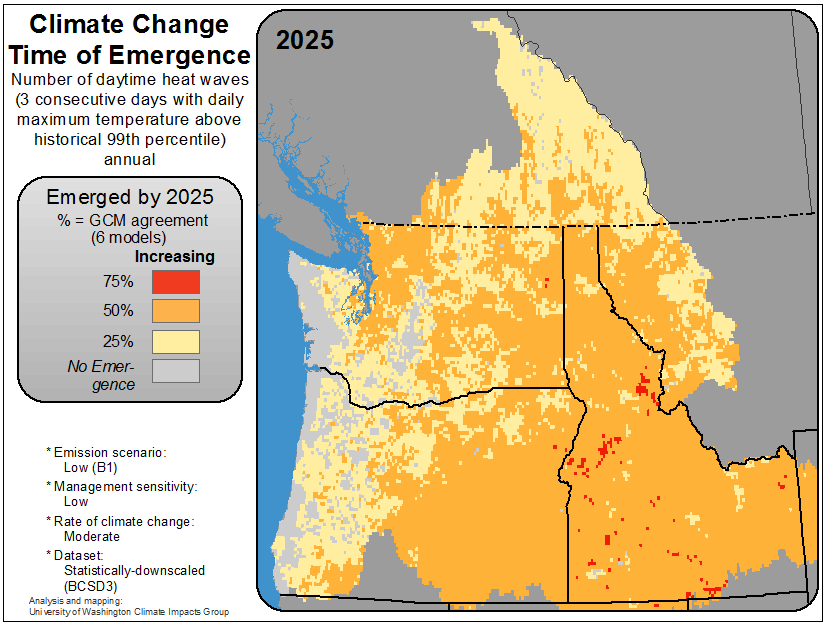 Climate Change
Time of Emergence
Number of daytime heat waves
(3 consecutive days with daily
maximum temperature above
historical 99th percentile)
annual
2025
Emerged by 2025
% = GCM agreement
(6 models)
Increasing
75%
50%
25%
No Emer-
gence
* Emission scenario:
Low (B1)
* Management sensitivity:
Low
* Rate of climate change:
Moderate
* Dataset:
Statistically-downscaled
(BCSD3)
Analysis and mapping:
University of Washington Climate Impacts Group